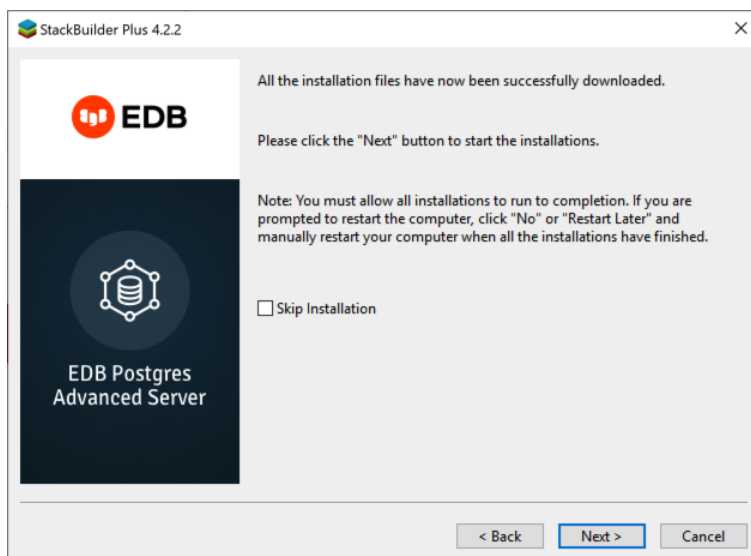 StackBuilder Plus 4.2.2
EDB
EDB Postgres
Advanced Server
All the installation files have now been successfully downloaded.
Please click the "Next" button to start the installations.
Note: You must allow all installations to run to completion. If you are
prompted to restart the computer, click "No" or "Restart Later" and
manually restart your computer when all the installations have finished.
Skip Installation
< Back
Next >
Cancel